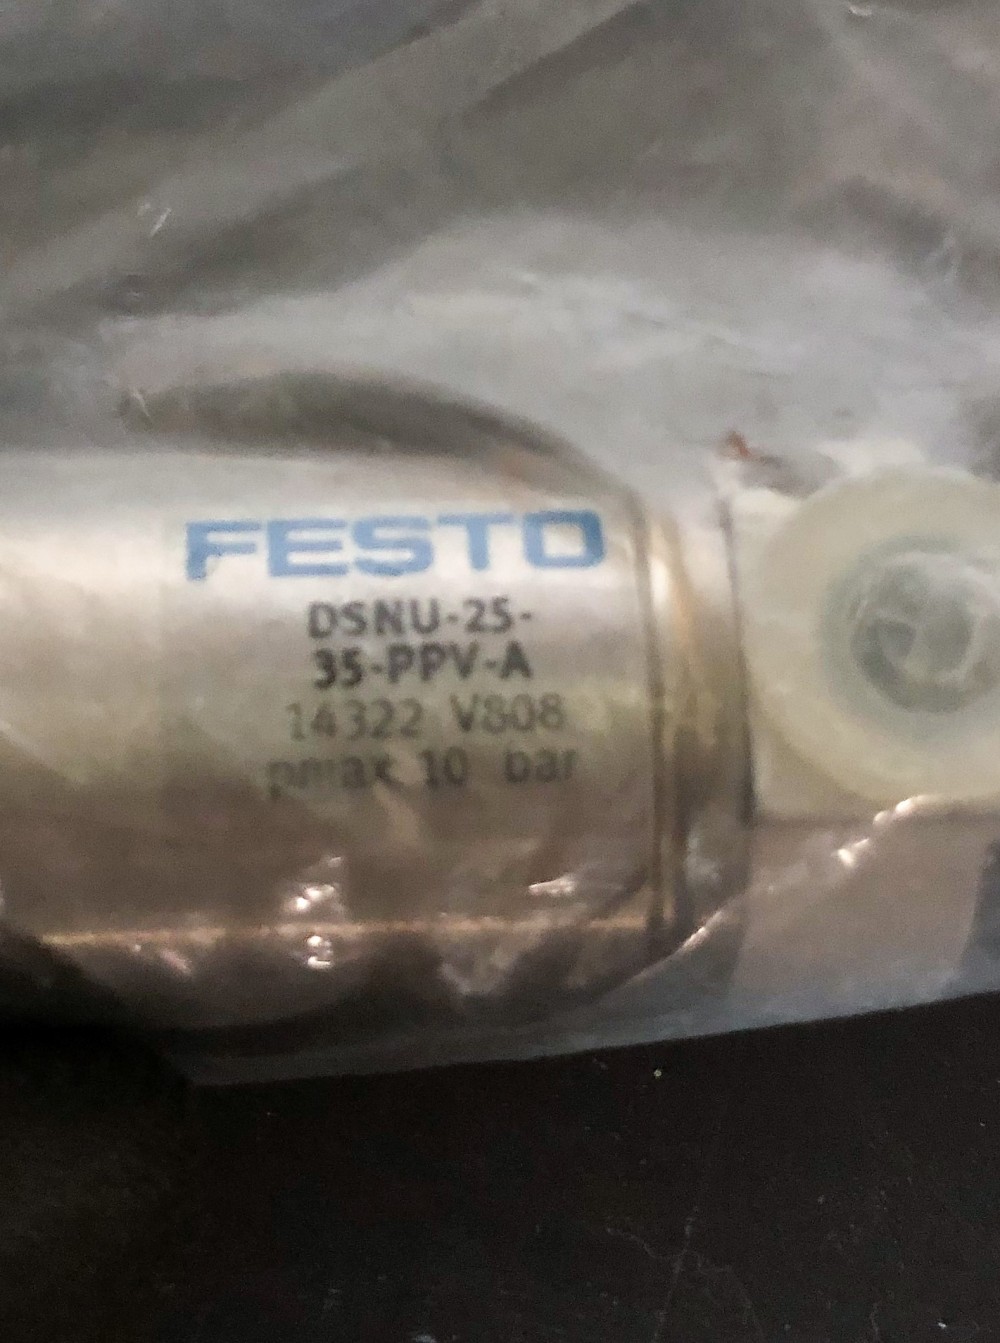 FESTO
DSNU-25-
35-PPV-A
14322 V808
pmax 10 bar